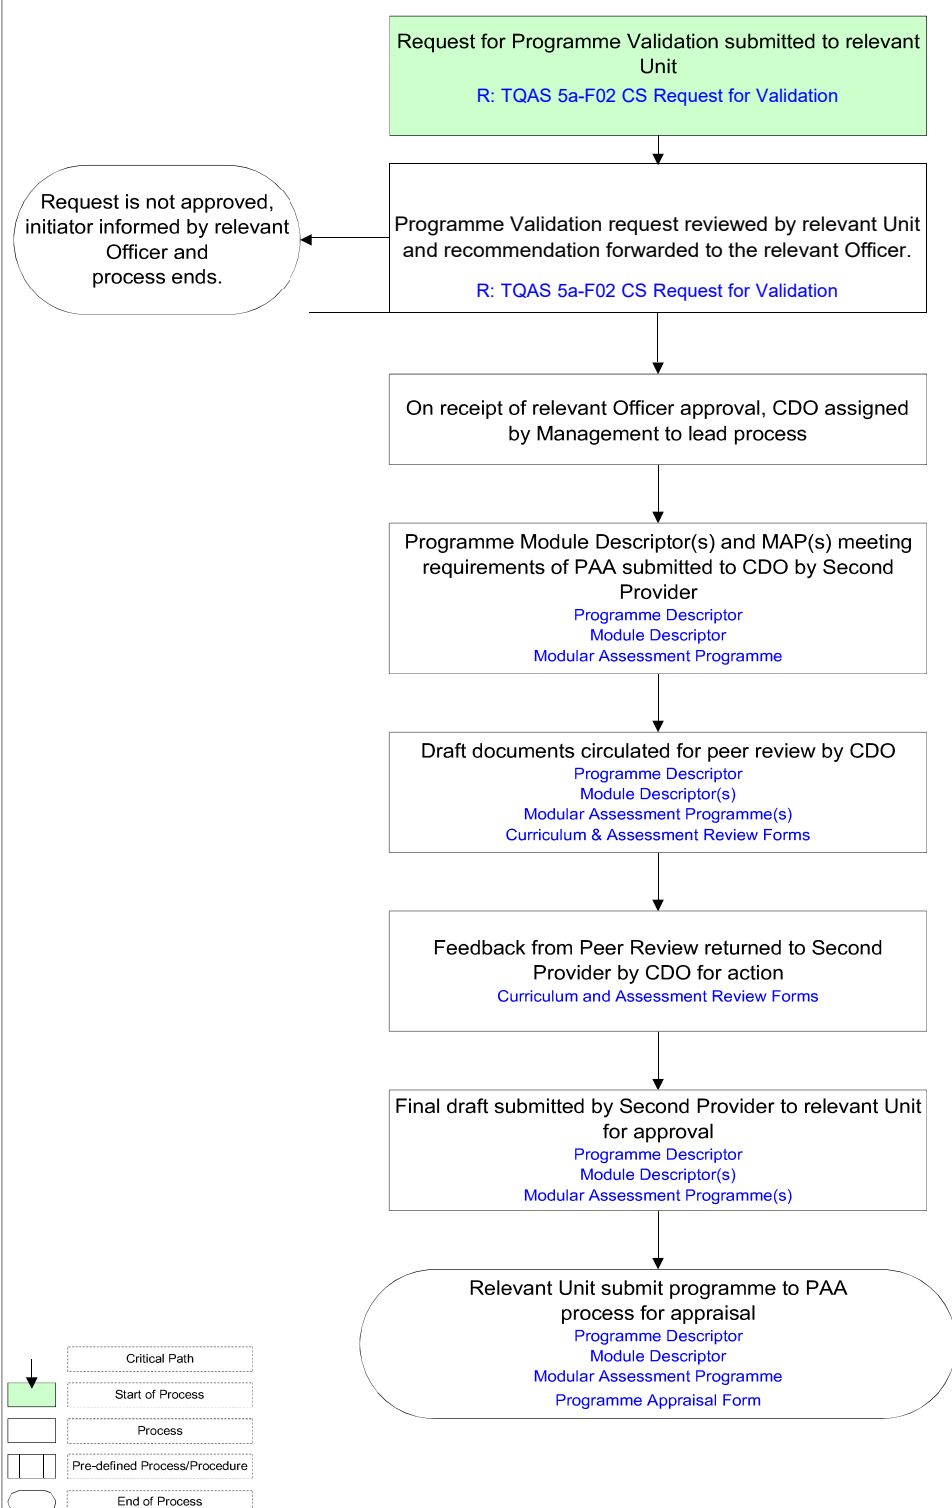 Request for Programme Validation submitted to relevant
Unit
R: TQAS 5a-F02 CS Request for Validation
Request is not approved,
initiator informed by relevant
Officer and
process ends.
Programme Validation request reviewed by relevant Unit
and recommendation forwarded to the relevant Officer.
R: TQAS 5a-F02 CS Request for Validation
On receipt of relevant Officer approval, CDO assigned
by Management to lead process
Programme Module Descriptor(s) and MAP(s) meeting
requirements of PAA submitted to CDO by Second
Provider
Programme Descriptor
Module Descriptor
Modular Assessment Programme
Draft documents circulated for peer review by CDO
Programme Descriptor
Module Descriptor(s)
Modular Assessment Programme(s)
Curriculum & Assessment Review Forms
Feedback from Peer Review returned to Second
Provider by CDO for action
Curriculum and Assessment Review Forms
Final draft submitted by Second Provider to relevant Unit
for approval
Programme Descriptor
Module Descriptor(s)
Modular Assessment Programme(s)
Relevant Unit submit programme to PAA
process for appraisal
Programme Descriptor
Module Descriptor
Modular Assessment Programme
Programme Appraisal Form
Critical Path
Start of Process
Process
Pre-defined Process/Procedure
End of Process